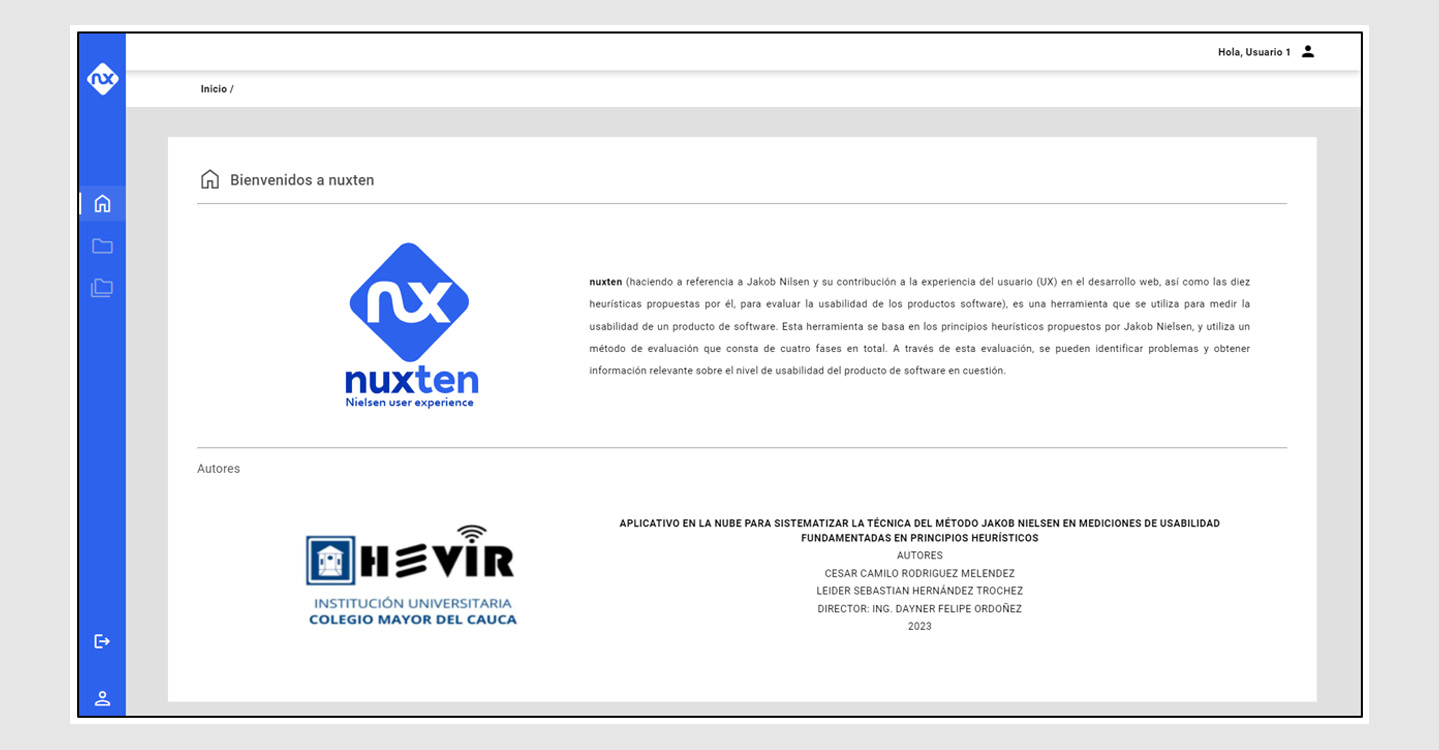 Hola, Usuario 1
nx
Inicio /
Bienvenidos a nuxten
nx
nuxten
Nielsen user experience
nuxten (haciendo a referencia a Jakob Nilsen y su contribución a la experiencia del usuario (UX) en el desarrollo web, así como las diez
heurísticas propuestas por él, para evaluar la usabilidad de los productos software), es una herramienta que se utiliza para medir la
usabilidad de un producto de software. Esta herramienta se basa en los principios heurísticos propuestos por Jakob Nielsen, y utiliza un
método de evaluación que consta de cuatro fases en total. A través de esta evaluación, se pueden identificar problemas y obtener
información relevante sobre el nivel de usabilidad del producto de software en cuestión.
Autores
HEVIR
INSTITUCIÓN UNIVERSITARIA
COLEGIO MAYOR DEL CAUCA
APLICATIVO EN LA NUBE PARA SISTEMATIZAR LA TÉCNICA DEL MÉTODO JAKOB NIELSEN EN MEDICIONES DE USABILIDAD
FUNDAMENTADAS EN PRINCIPIOS HEURÍSTICOS
AUTORES
CESAR CAMILO RODRIGUEZ MELENDEZ
LEIDER SEBASTIAN HERNÁNDEZ TROCHEZ
DIRECTOR: ING. DAYNER FELIPE ORDOÑEZ
2023